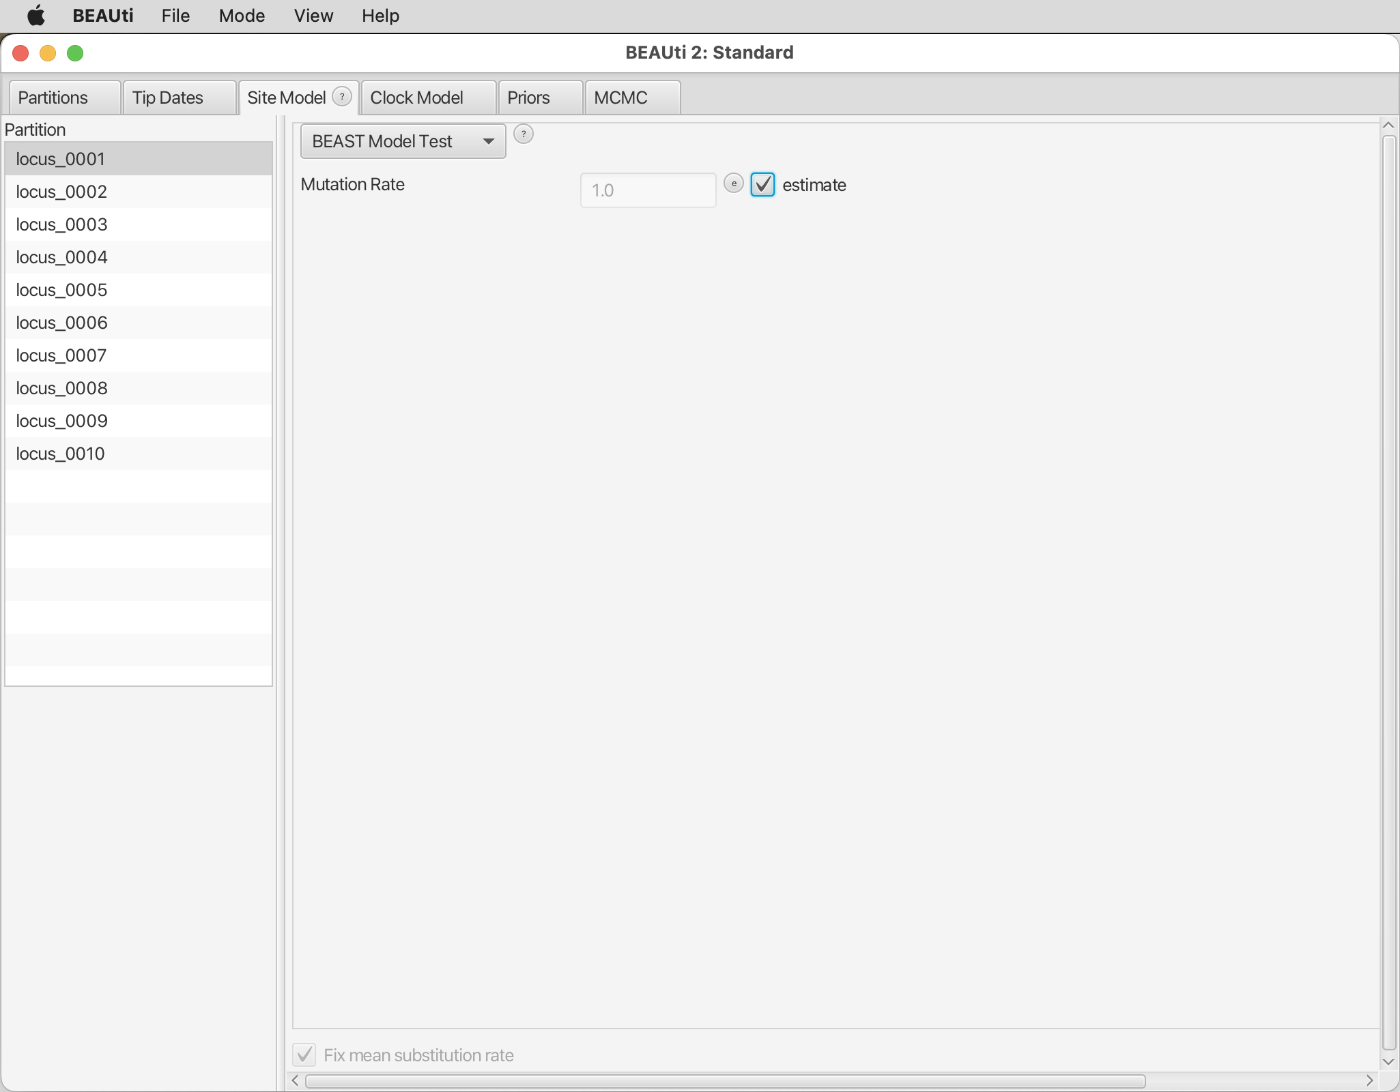 BEAUti File Mode View Help
BEAUti 2: Standard
Partitions Tip Dates Site Model ? Clock Model Priors MCMC
Partition
BEAST Model Test ?
locus_0001
Mutation Rate 1.0 e estimate
locus_0002
locus_0003
locus_0004
locus_0005
locus_0006
locus_0007
locus_0008
locus_0009
locus_0010
Fix mean substitution rate